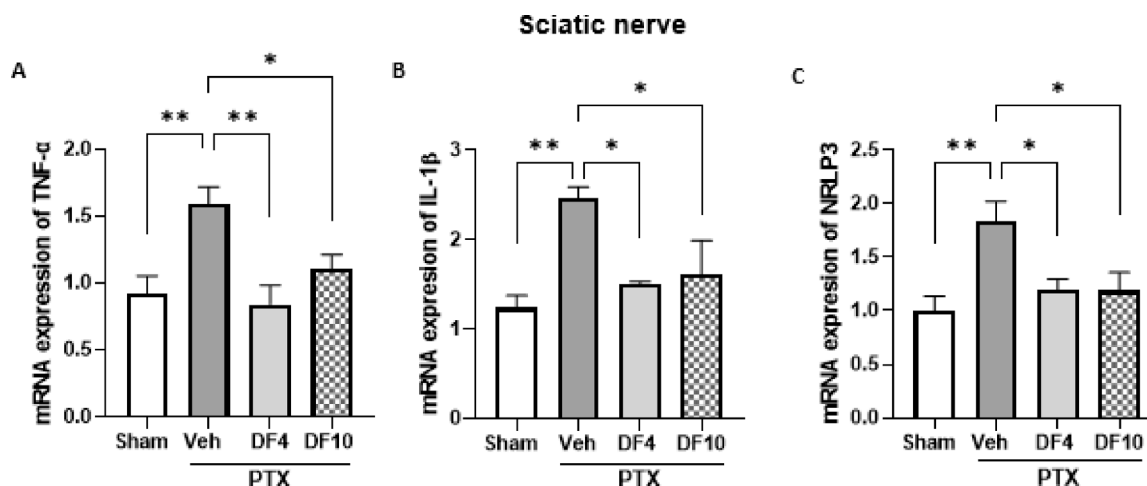 Sciatic nerve
A
mRNA expression of TNF-α
2.0
1.5
1.0
0.5
0.0
**
**
*
Sham Veh DF4 DF10
PTX
B
mRNA expression of IL-1β
3
2
1
0
**
*
*
Sham Veh DF4 DF10
PTX
C
mRNA expression of NRLP3
2.5
2.0
1.5
1.0
0.5
0.0
**
*
*
Sham Veh DF4 DF10
PTX